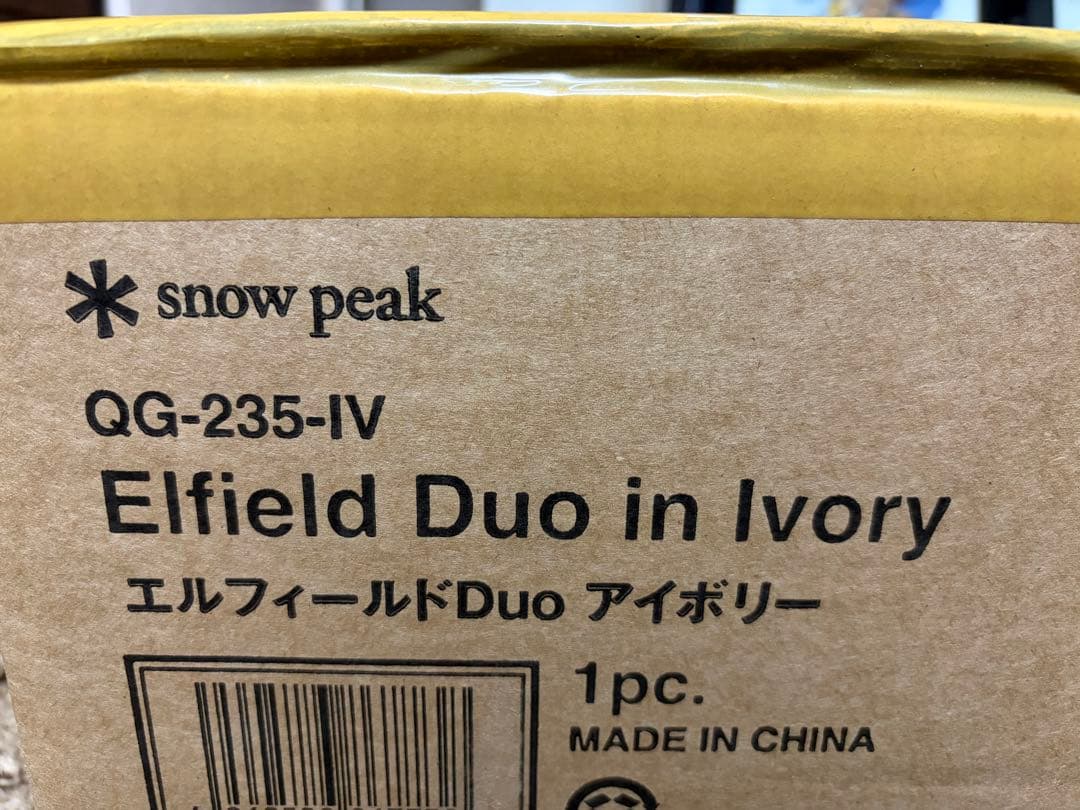 snow peak
QG-235-IV
Elfield Duo in Ivory
エルフィールドDuo アイボリー
1pc.
MADE IN CHINA